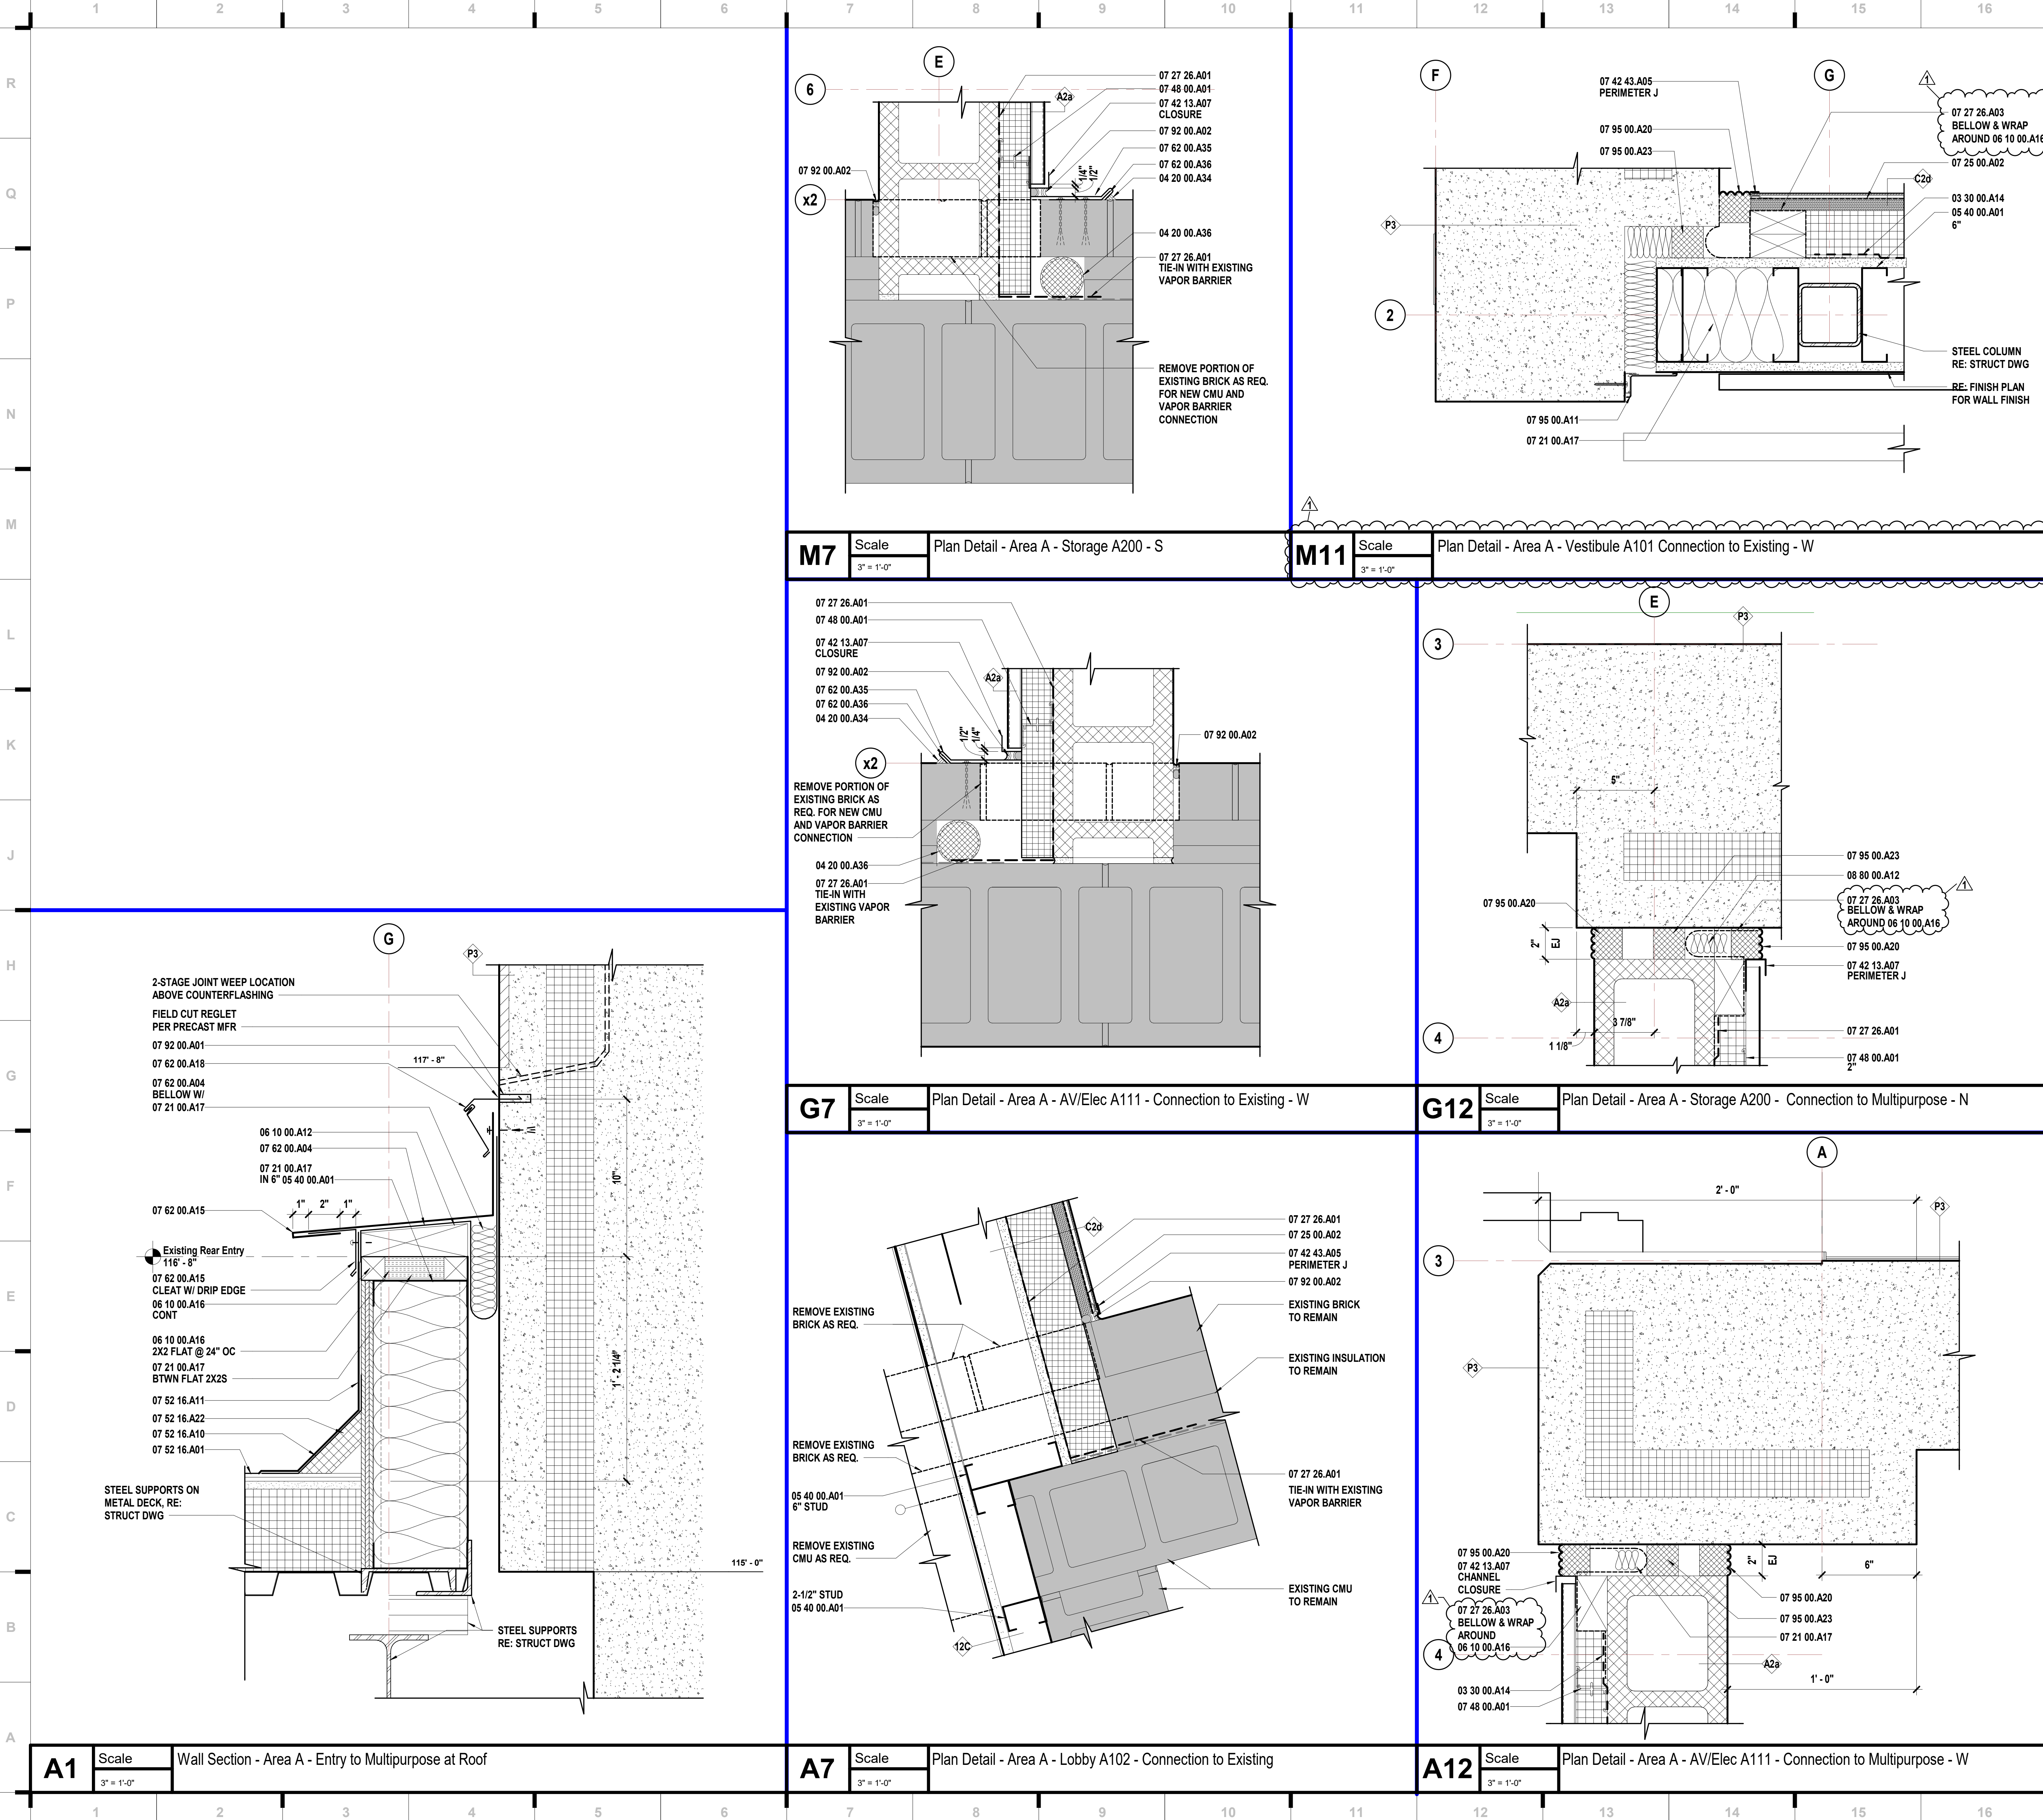 1 2 3 4 5 6 7 8 9 10 11 12 13 14 15 16
R
Q
P
N
M
L
K
J
H
G
F
E
D
C
B
A
6
E
x2
A2a
07 92 00.A02
07 27 26.A01
07 48 00.A01
07 42 13.A07
CLOSURE
07 92 00.A02
07 62 00.A35
07 62 00.A36
04 20 00.A34
1/4"
1/2"
04 20 00.A36
07 27 26.A01
TIE-IN WITH EXISTING
VAPOR BARRIER
REMOVE PORTION OF
EXISTING BRICK AS REQ.
FOR NEW CMU AND
VAPOR BARRIER
CONNECTION
M7
Scale
3" = 1'-0"
Plan Detail - Area A - Storage A200 - S
F
G
2
P3
C2d
07 42 43.A05
PERIMETER J
07 95 00.A20
07 95 00.A23
1
07 27 26.A03
BELLOW & WRAP
AROUND 06 10 00.A16
07 25 00.A02
03 30 00.A14
05 40 00.A01
6"
STEEL COLUMN
RE: STRUCT DWG
RE: FINISH PLAN
FOR WALL FINISH
07 95 00.A11
07 21 00.A17
1
M11
Scale
3" = 1'-0"
Plan Detail - Area A - Vestibule A101 Connection to Existing - W
07 27 26.A01
07 48 00.A01
07 42 13.A07
CLOSURE
07 92 00.A02
07 62 00.A35
07 62 00.A36
04 20 00.A34
A2a
1/2"
1/4"
x2
07 92 00.A02
REMOVE PORTION OF
EXISTING BRICK AS
REQ. FOR NEW CMU
AND VAPOR BARRIER
CONNECTION
04 20 00.A36
07 27 26.A01
TIE-IN WITH
EXISTING VAPOR
BARRIER
G7
Scale
3" = 1'-0"
Plan Detail - Area A - AV/Elec A111 - Connection to Existing - W
E
3
P3
5"
07 95 00.A23
08 80 00.A12
1
07 27 26.A03
BELLOW & WRAP
AROUND 06 10 00.A16
07 95 00.A20
07 95 00.A20
07 42 13.A07
PERIMETER J
2"
EJ
A2a
3 7/8"
1 1/8"
4
07 27 26.A01
07 48 00.A01
2"
G12
Scale
3" = 1'-0"
Plan Detail - Area A - Storage A200 -  Connection to Multipurpose - N
G
P3
2-STAGE JOINT WEEP LOCATION
ABOVE COUNTERFLASHING
FIELD CUT REGLET
PER PRECAST MFR
07 92 00.A01
07 62 00.A18
117' - 8"
07 62 00.A04
BELLOW W/
07 21 00.A17
06 10 00.A12
07 62 00.A04
07 21 00.A17
IN 6" 05 40 00.A01
10"
07 62 00.A15
1" 2" 1"
Existing Rear Entry
116' - 8"
07 62 00.A15
CLEAT W/ DRIP EDGE
06 10 00.A16
CONT
06 10 00.A16
2X2 FLAT @ 24" OC
07 21 00.A17
BTWN FLAT 2X2S
1' - 2 1/4"
07 52 16.A11
07 52 16.A22
07 52 16.A10
07 52 16.A01
STEEL SUPPORTS ON
METAL DECK, RE:
STRUCT DWG
115' - 0"
STEEL SUPPORTS
RE: STRUCT DWG
A1
Scale
3" = 1'-0"
Wall Section - Area A - Entry to Multipurpose at Roof
C2d
07 27 26.A01
07 25 00.A02
07 42 43.A05
PERIMETER J
07 92 00.A02
EXISTING BRICK
TO REMAIN
EXISTING INSULATION
TO REMAIN
REMOVE EXISTING
BRICK AS REQ.
REMOVE EXISTING
BRICK AS REQ.
05 40 00.A01
6" STUD
REMOVE EXISTING
CMU AS REQ.
2-1/2" STUD
05 40 00.A01
12C
07 27 26.A01
TIE-IN WITH EXISTING
VAPOR BARRIER
EXISTING CMU
TO REMAIN
A7
Scale
3" = 1'-0"
Plan Detail - Area A - Lobby A102 - Connection to Existing
A
2' - 0"
P3
3
P3
07 95 00.A20
07 42 13.A07
CHANNEL
CLOSURE
1
07 27 26.A03
BELLOW & WRAP
AROUND
06 10 00.A16
4
03 30 00.A14
07 48 00.A01
2"
EJ
6"
07 95 00.A20
07 95 00.A23
07 21 00.A17
A2a
1' - 0"
A12
Scale
3" = 1'-0"
Plan Detail - Area A - AV/Elec A111 - Connection to Multipurpose - W
1 2 3 4 5 6 7 8 9 10 11 12 13 14 15 16